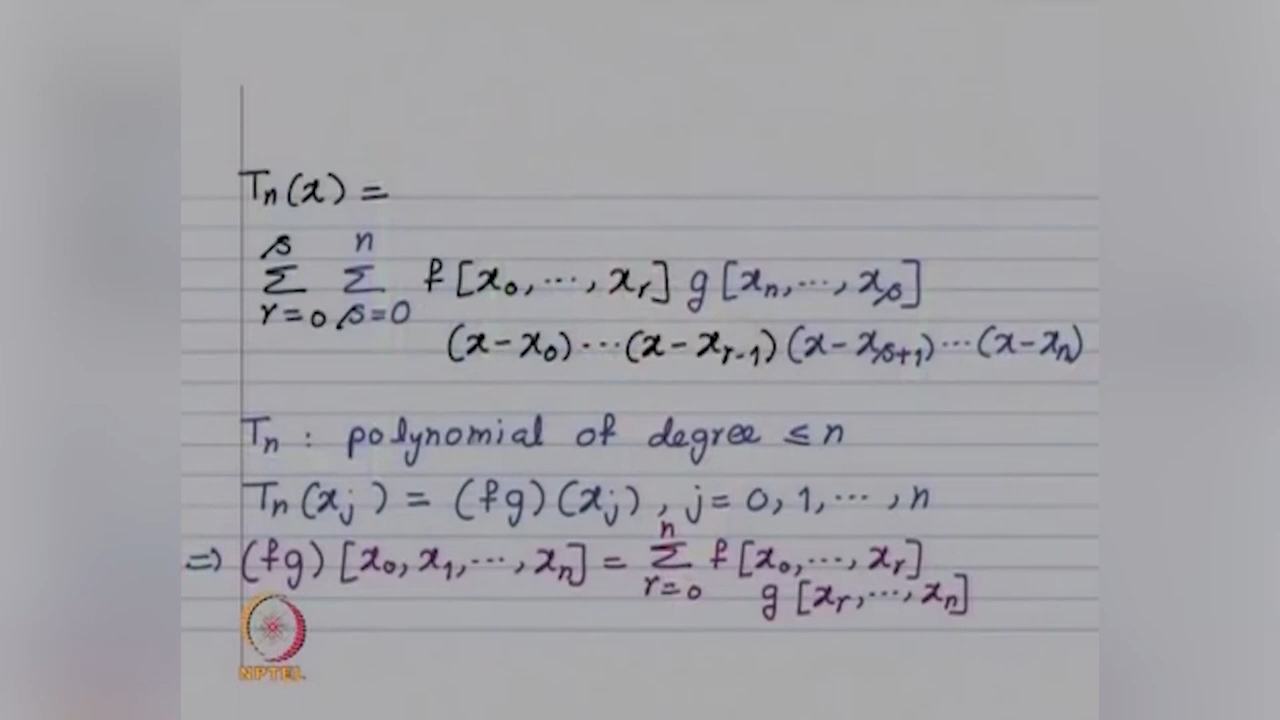 Tn(x) =
s n
Σ Σ f [x₀, ···, xᵣ] g [xₙ, ···, xₛ]
r=0 s=0
(x-x₀) ··· (x-xᵣ₋₁) (x-xₛ₊₁) ··· (x-xₙ)
Tn : polynomial of degree ≤ n
Tn(xj) = (fg)(xj), j= 0, 1, ···, n
n
⇒ (fg) [x₀, x₁, ···, xₙ] = Σ f [x₀, ···, xᵣ]
r=0 g [xᵣ, ···, xₙ]
NPTEL